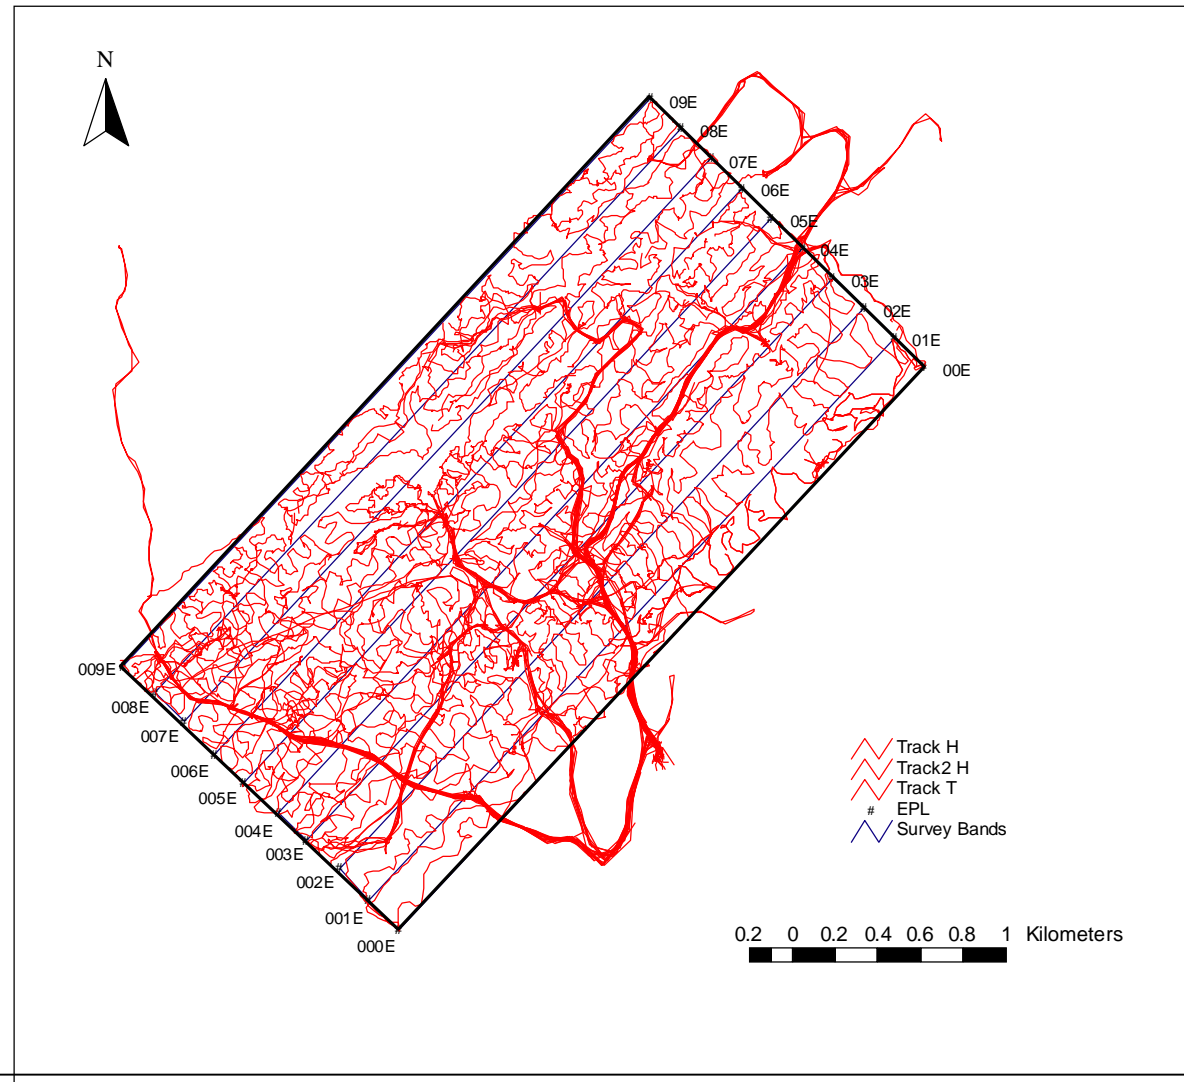 N
09E
08E
07E
06E
05E
04E
03E
02E
01E
00E
009E
008E
007E
006E
005E
004E
003E
002E
001E
000E
Track H
Track2 H
Track T
# EPL
Survey Bands
0.2 0 0.2 0.4 0.6 0.8 1 Kilometers